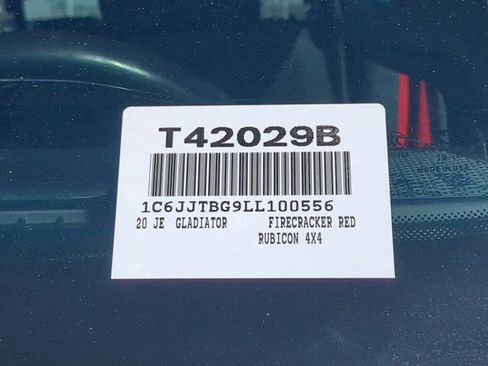 T42029B
1C6JJTBG9LL100556
20 JE GLADIATOR FIRECRACKER RED
RUBICON 4X4